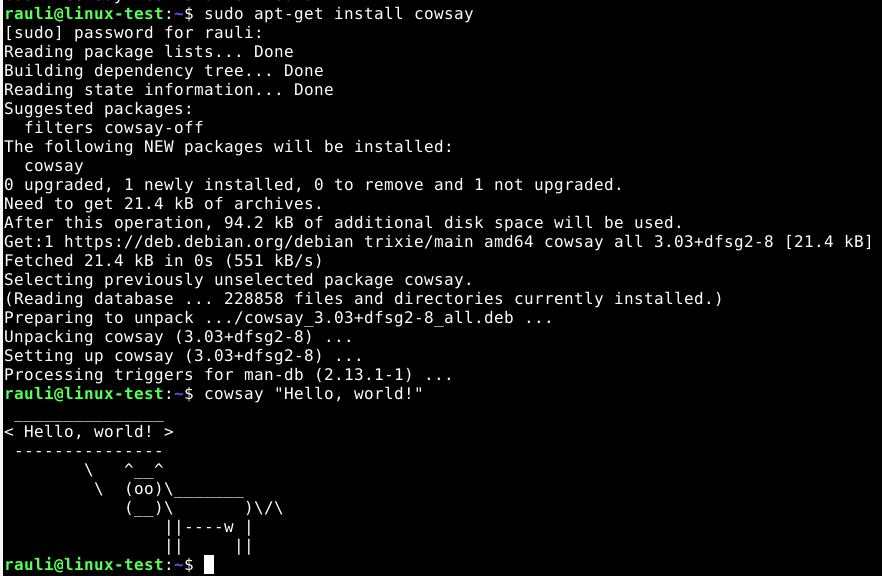 rauli@linux-test:~$ sudo apt-get install cowsay
[sudo] password for rauli:
Reading package lists... Done
Building dependency tree... Done
Reading state information... Done
Suggested packages:
  filters cowsay-off
The following NEW packages will be installed:
  cowsay
0 upgraded, 1 newly installed, 0 to remove and 1 not upgraded.
Need to get 21.4 kB of archives.
After this operation, 94.2 kB of additional disk space will be used.
Get:1 https://deb.debian.org/debian trixie/main amd64 cowsay all 3.03+dfsg2-8 [21.4 kB]
Fetched 21.4 kB in 0s (551 kB/s)
Selecting previously unselected package cowsay.
(Reading database ... 228858 files and directories currently installed.)
Preparing to unpack .../cowsay_3.03+dfsg2-8_all.deb ...
Unpacking cowsay (3.03+dfsg2-8) ...
Setting up cowsay (3.03+dfsg2-8) ...
Processing triggers for man-db (2.13.1-1) ...
rauli@linux-test:~$ cowsay "Hello, world!"
 _______________
< Hello, world! >
 ---------------
        \   ^__^
         \  (oo)\_______
            (__)\       )\/\
                ||----w |
                ||     ||
rauli@linux-test:~$